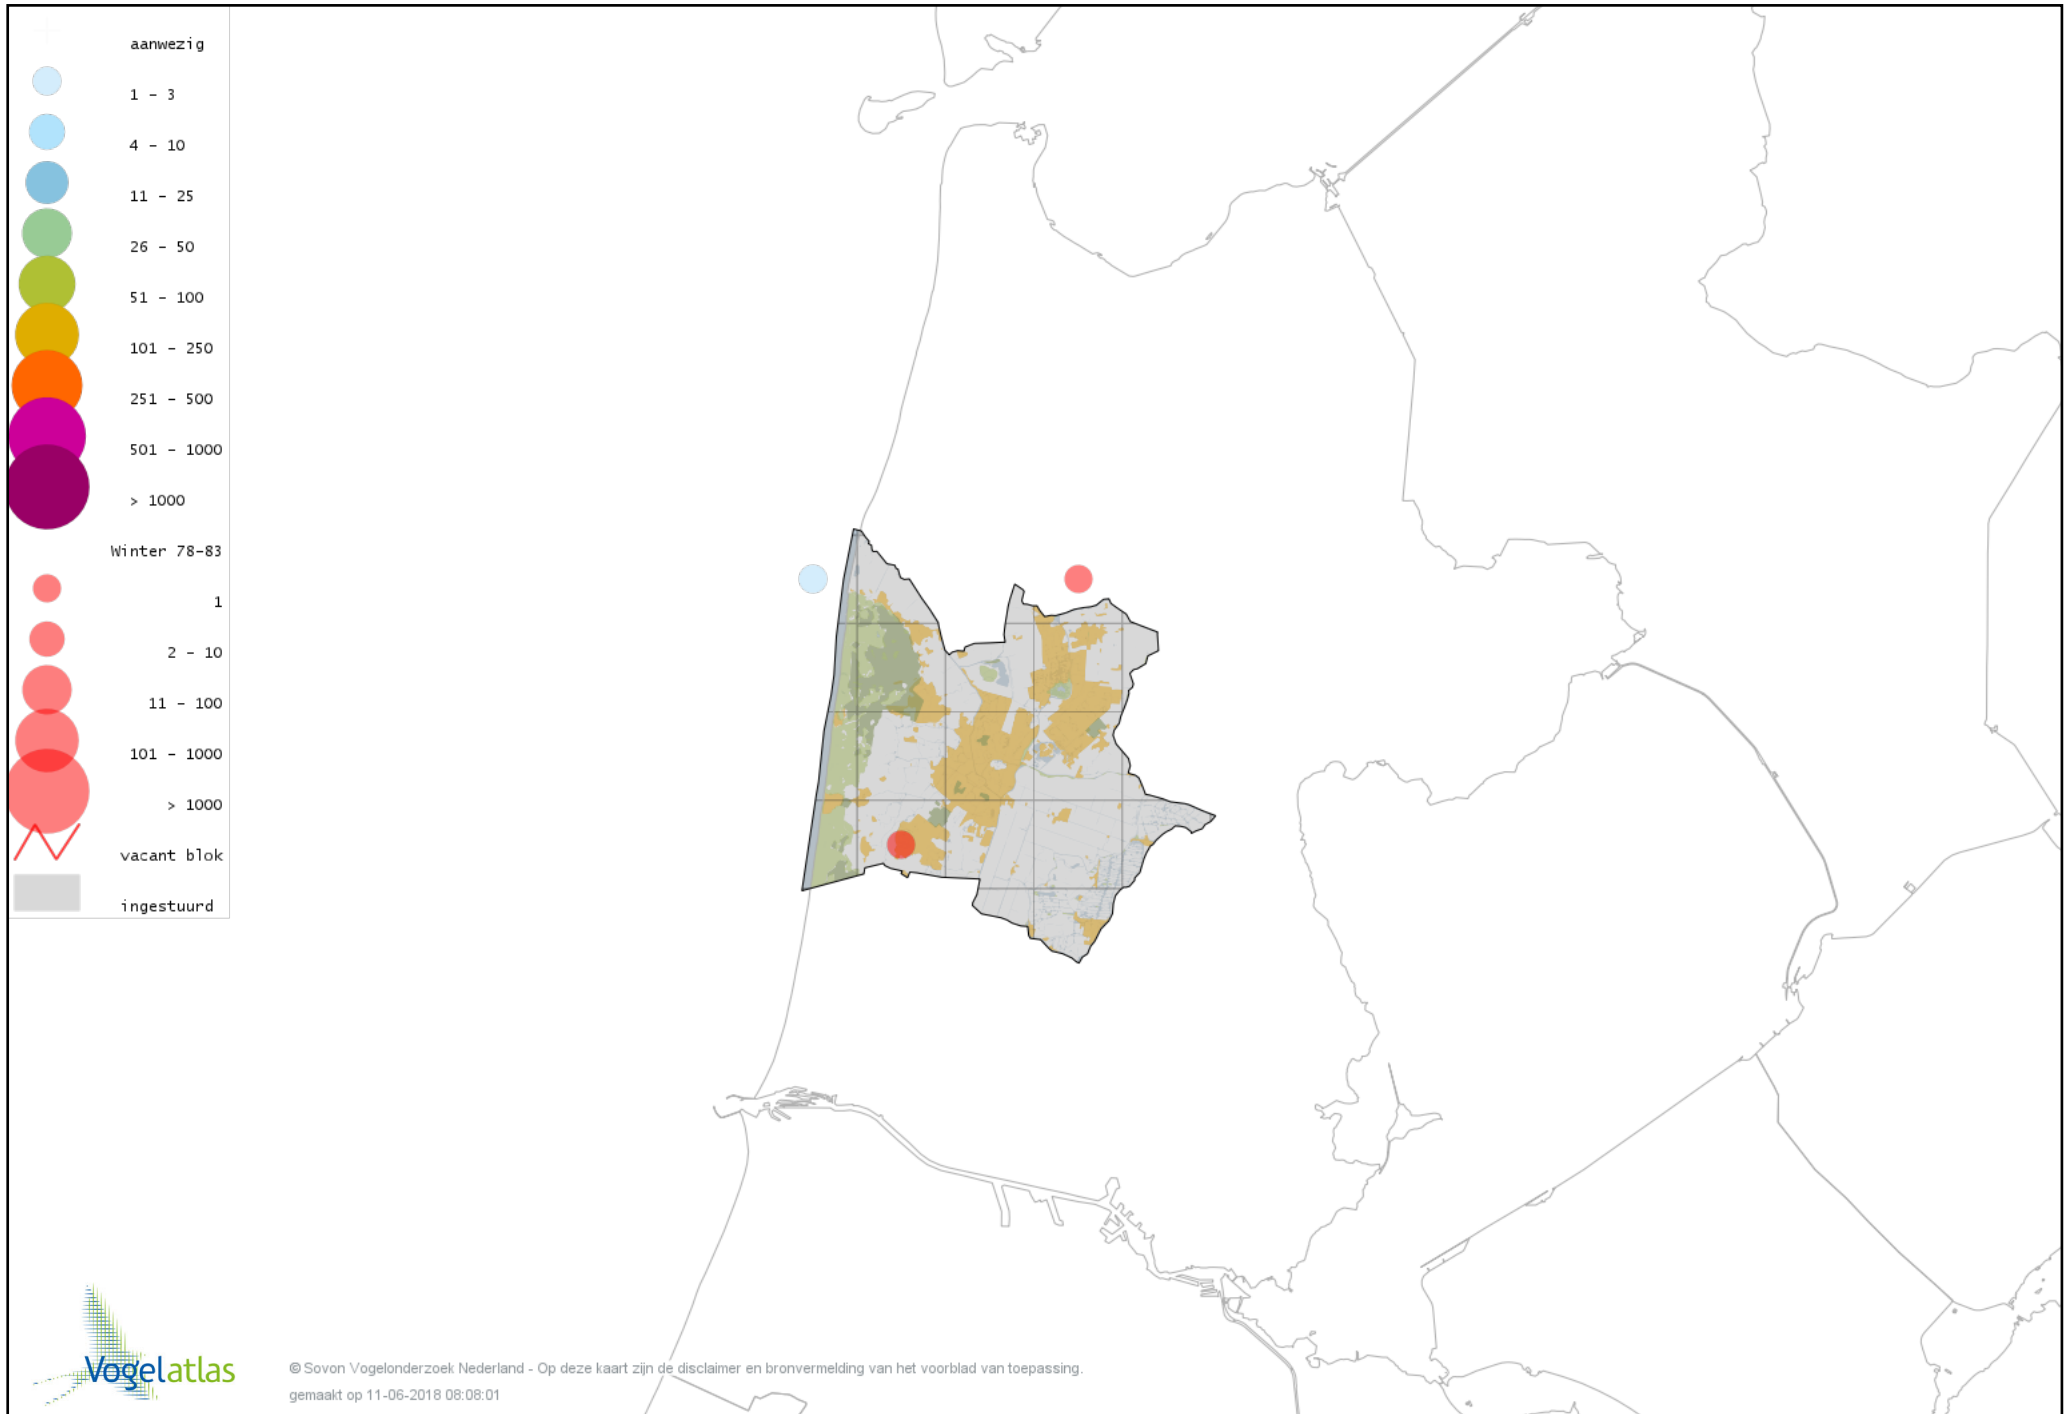 aanwezig
1 - 3
4 - 10
11 - 25
26 - 50
51 - 100
101 - 250
251 - 500
501 - 1000
> 1000
Winter 78-83
1
2 - 10
11 - 100
101 - 1000
> 1000
vacant blok
ingestuurd
Vogelatlas
© Sovon Vogelonderzoek Nederland - Op deze kaart zijn de disclaimer en bronvermelding van het voorblad van toepassing.
gemaakt op 11-06-2018 08:08:01